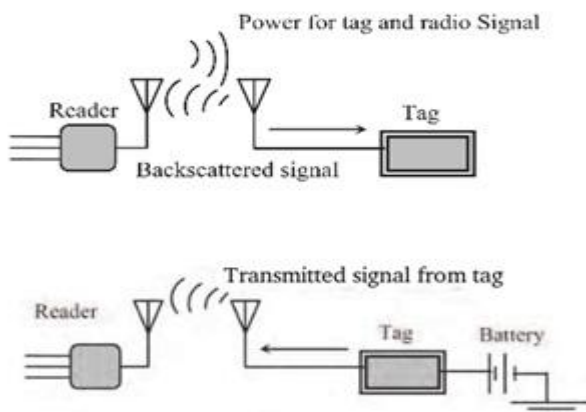 Power for tag and radio Signal
Reader
Tag
Backscattered signal
Transmitted signal from tag
Reader
Tag
Battery